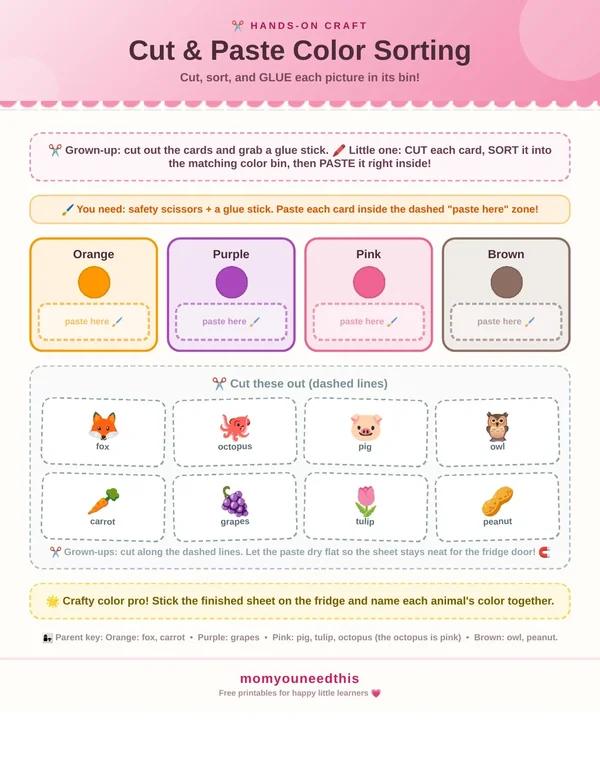 ✂️ HANDS-ON CRAFT
Cut & Paste Color Sorting
Cut, sort, and GLUE each picture in its bin!
✂️ Grown-up: cut out the cards and grab a glue stick. 🖍️ Little one: CUT each card, SORT it into
the matching color bin, then PASTE it right inside!
🖌️ You need: safety scissors + a glue stick. Paste each card inside the dashed "paste here" zone!
Orange
Purple
Pink
Brown
paste here 🖌️
paste here 🖌️
paste here 🖌️
paste here 🖌️
✂️ Cut these out (dashed lines)
fox
octopus
pig
owl
carrot
grapes
tulip
peanut
✂️ Grown-ups: cut along the dashed lines. Let the paste dry flat so the sheet stays neat for the fridge door! 🧲
🌟 Crafty color pro! Stick the finished sheet on the fridge and name each animal's color together.
👩‍👧 Parent key: Orange: fox, carrot • Purple: grapes • Pink: pig, tulip, octopus (the octopus is pink) • Brown: owl, peanut.
momyouneedthis
Free printables for happy little learners 💗